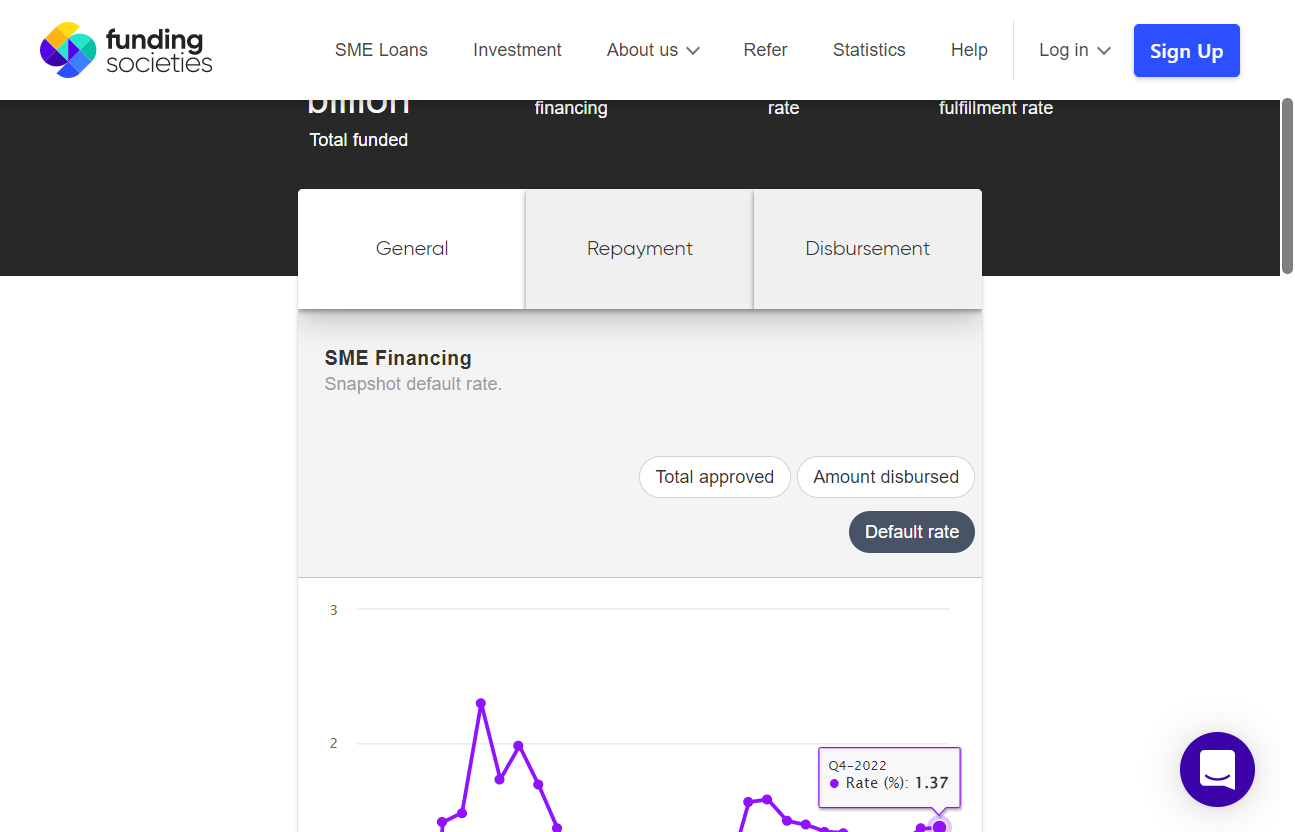 funding
societies
SME Loans
Investment
About us
Refer
Statistics
Help
Log in
Sign Up
billion
Total funded
financing
rate
fulfillment rate
General
Repayment
Disbursement
SME Financing
Snapshot default rate.
Total approved
Amount disbursed
Default rate
3
2
Q4–2022
Rate (%): 1.37